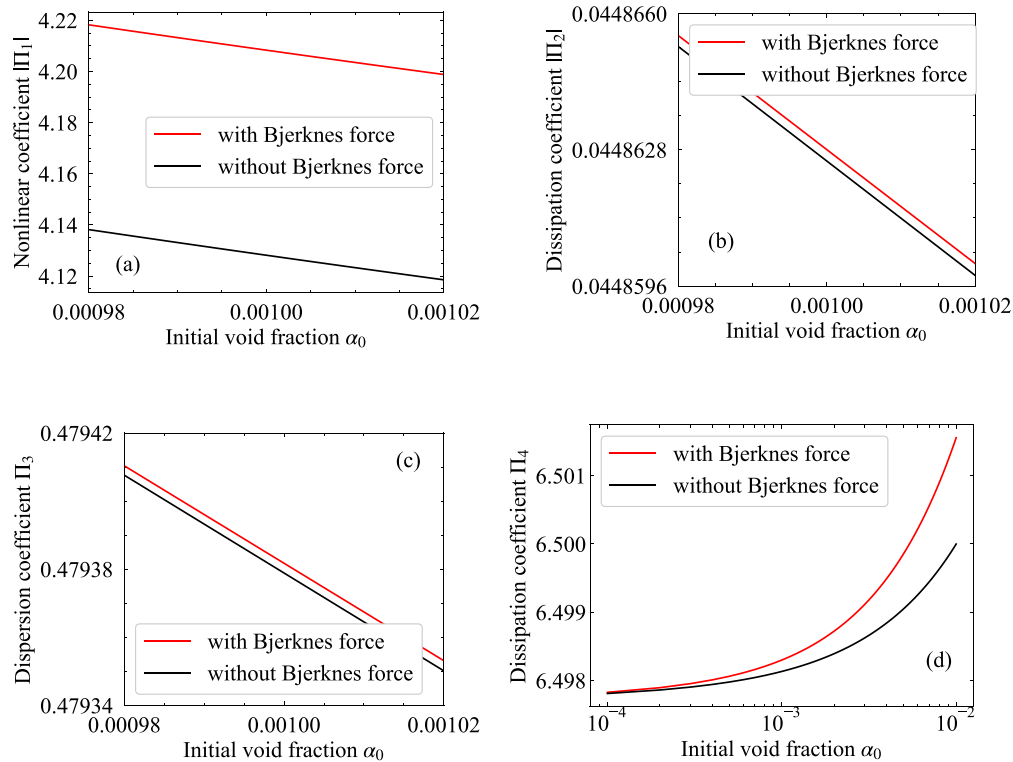 4.22
4.20
4.18
4.16
4.14
4.12
Nonlinear coefficient |Π₁|
with Bjerknes force
without Bjerknes force
(a)
0.00098
0.00100
0.00102
Initial void fraction α₀
0.0448660
0.0448628
0.0448596
Dissipation coefficient |Π₂|
with Bjerknes force
without Bjerknes force
(b)
0.00098
0.00100
0.00102
Initial void fraction α₀
0.47942
0.47938
0.47934
Dispersion coefficient Π₃
(c)
with Bjerknes force
without Bjerknes force
0.00098
0.00100
0.00102
Initial void fraction α₀
6.501
6.500
6.499
6.498
Dissipation coefficient Π₄
with Bjerknes force
without Bjerknes force
(d)
10⁻⁴
10⁻³
10⁻²
Initial void fraction α₀